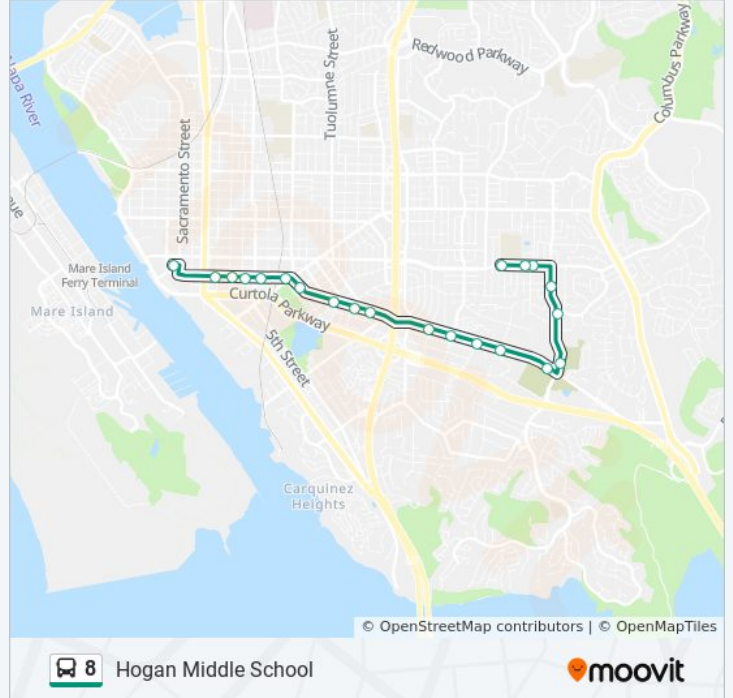 Redwood Parkway
Columbus Parkway
Tuolumne Street
Napa River
Sacramento Street
Mare Island
Ferry Terminal
Mare Island
Curtola Parkway
5th Street
Carquinez
Heights
© OpenStreetMap contributors | © OpenMapTiles
8 Hogan Middle School
moovit